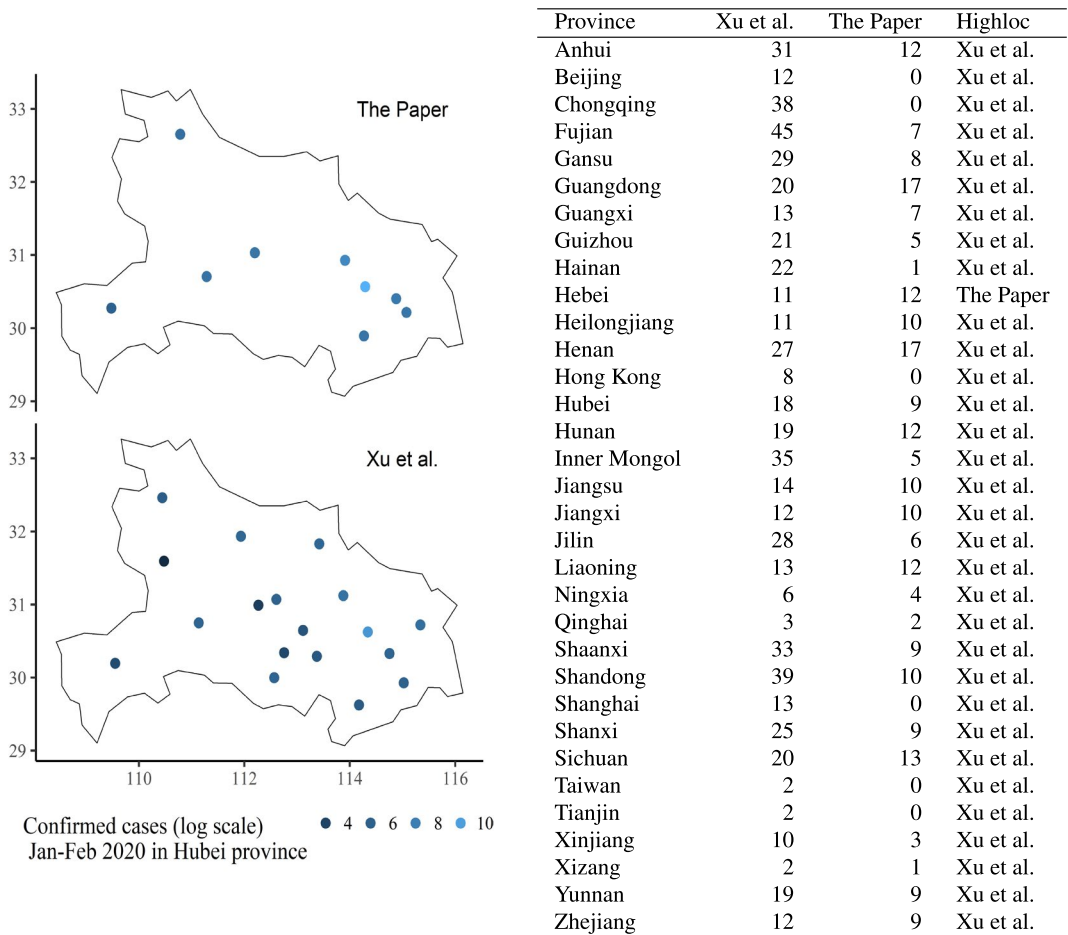 33
32
31
30
29
The Paper
33
32
31
30
29
Xu et al.
110 112 114 116
Confirmed cases (log scale) 4 6 8 10
Jan-Feb 2020 in Hubei province
Province Xu et al. The Paper Highloc
Anhui 31 12 Xu et al.
Beijing 12 0 Xu et al.
Chongqing 38 0 Xu et al.
Fujian 45 7 Xu et al.
Gansu 29 8 Xu et al.
Guangdong 20 17 Xu et al.
Guangxi 13 7 Xu et al.
Guizhou 21 5 Xu et al.
Hainan 22 1 Xu et al.
Hebei 11 12 The Paper
Heilongjiang 11 10 Xu et al.
Henan 27 17 Xu et al.
Hong Kong 8 0 Xu et al.
Hubei 18 9 Xu et al.
Hunan 19 12 Xu et al.
Inner Mongol 35 5 Xu et al.
Jiangsu 14 10 Xu et al.
Jiangxi 12 10 Xu et al.
Jilin 28 6 Xu et al.
Liaoning 13 12 Xu et al.
Ningxia 6 4 Xu et al.
Qinghai 3 2 Xu et al.
Shaanxi 33 9 Xu et al.
Shandong 39 10 Xu et al.
Shanghai 13 0 Xu et al.
Shanxi 25 9 Xu et al.
Sichuan 20 13 Xu et al.
Taiwan 2 0 Xu et al.
Tianjin 2 0 Xu et al.
Xinjiang 10 3 Xu et al.
Xizang 2 1 Xu et al.
Yunnan 19 9 Xu et al.
Zhejiang 12 9 Xu et al.